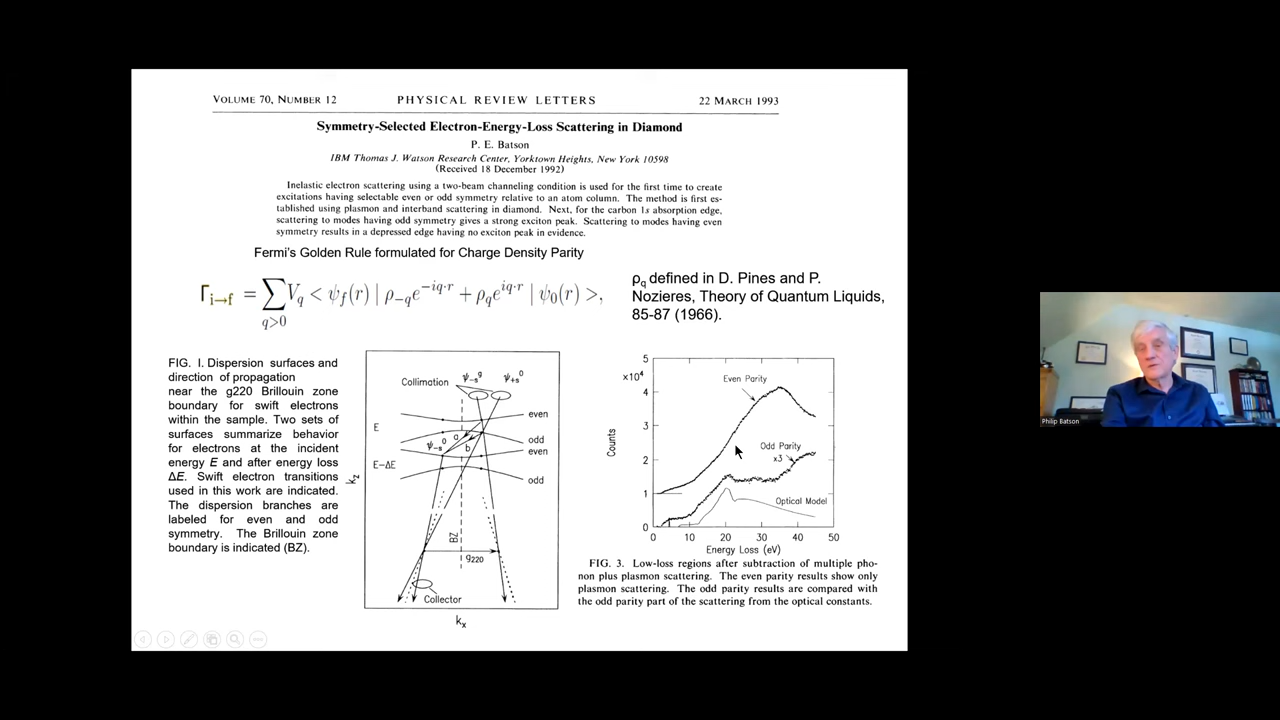 VOLUME 70, NUMBER 12 PHYSICAL REVIEW LETTERS 22 MARCH 1993
Symmetry-Selected Electron-Energy-Loss Scattering in Diamond
P. E. Batson
IBM Thomas J. Watson Research Center, Yorktown Heights, New York 10598
(Received 18 December 1992)
Inelastic electron scattering using a two-beam channeling condition is used for the first time to create
excitations having selectable even or odd symmetry relative to an atom column. The method is first es-
tablished using plasmon and interband scattering in diamond. Next, for the carbon 1s absorption edge,
scattering to modes having odd symmetry gives a strong exciton peak. Scattering to modes having even
symmetry results in a depressed edge having no exciton peak in evidence.
Fermi's Golden Rule formulated for Charge Density Parity
Γi→f = ∑q>0 Vq < ψf(r) | ρ−q e^−iq·r + ρq e^iq·r | ψ0(r) >,
ρq defined in D. Pines and P.
Nozieres, Theory of Quantum Liquids,
85-87 (1966).
FIG. I. Dispersion surfaces and
direction of propagation
near the g220 Brillouin zone
boundary for swift electrons
within the sample. Two sets of
surfaces summarize behavior
for electrons at the incident
energy E and after energy loss
ΔE. Swift electron transitions
used in this work are indicated.
The dispersion branches are
labeled for even and odd
symmetry. The Brillouin zone
boundary is indicated (BZ).
Collimation
ψ−s^g ψ+s^0
even
E
a
odd
ψ−s^0
b
even
E−ΔE
odd
kz
BZ
g220
Collector
kx
5
×10^4
4
3
2
1
0
Counts
Even Parity
Odd Parity
x3
Optical Model
0 10 20 30 40 50
Energy Loss (eV)
FIG. 3. Low-loss regions after subtraction of multiple pho-
non plus plasmon scattering. The even parity results show only
plasmon scattering. The odd parity results are compared with
the odd parity part of the scattering from the optical constants.
Philip Batson